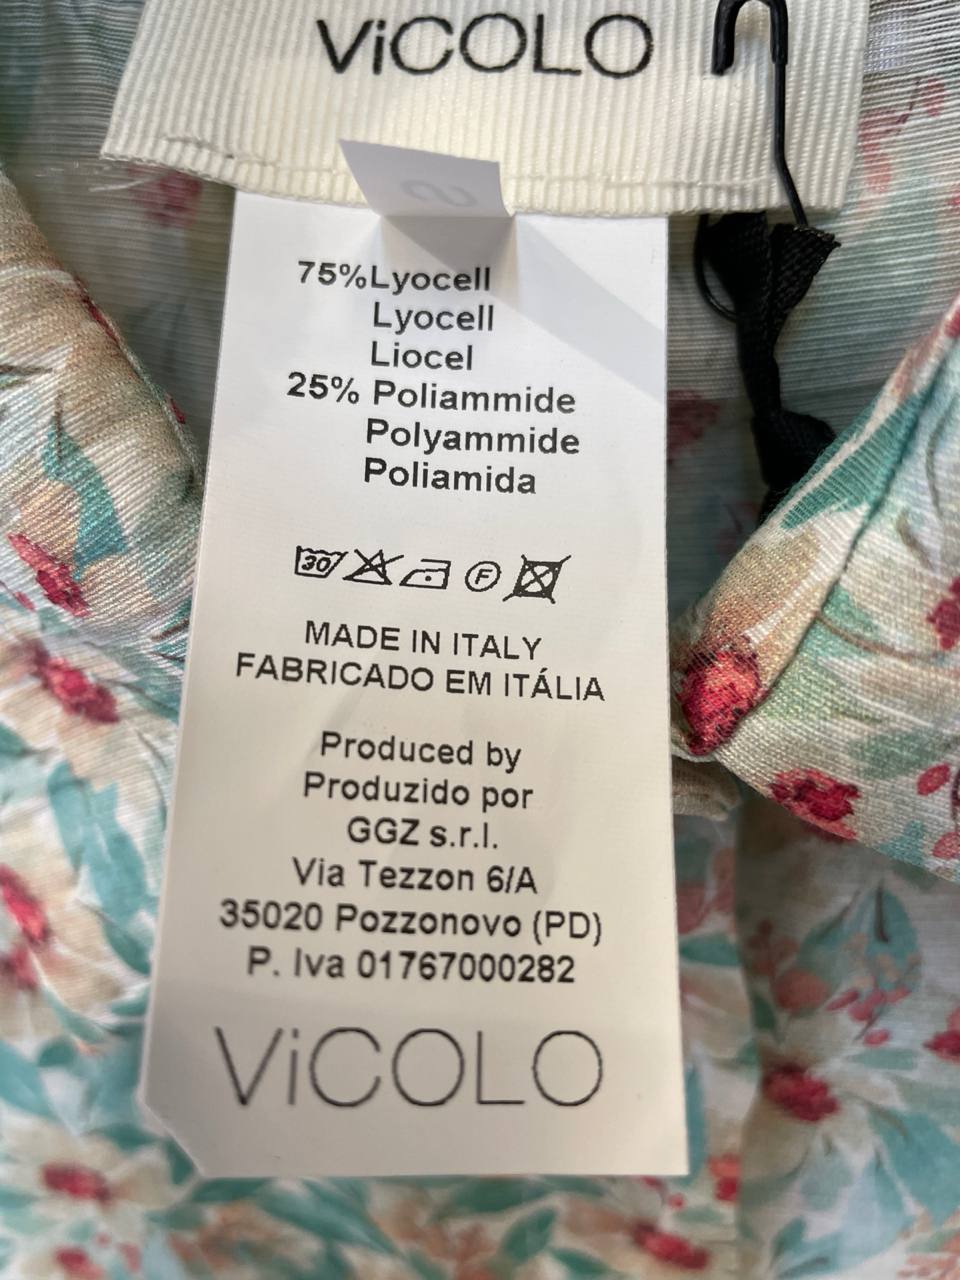 ViCOLO
S
75%Lyocell
Lyocell
Liocel
25% Poliammide
Polyammide
Poliamida
30
F
MADE IN ITALY
FABRICADO EM ITÁLIA
Produced by
Produzido por
GGZ s.r.l.
Via Tezzon 6/A
35020 Pozzonovo (PD)
P. Iva 01767000282
ViCOLO